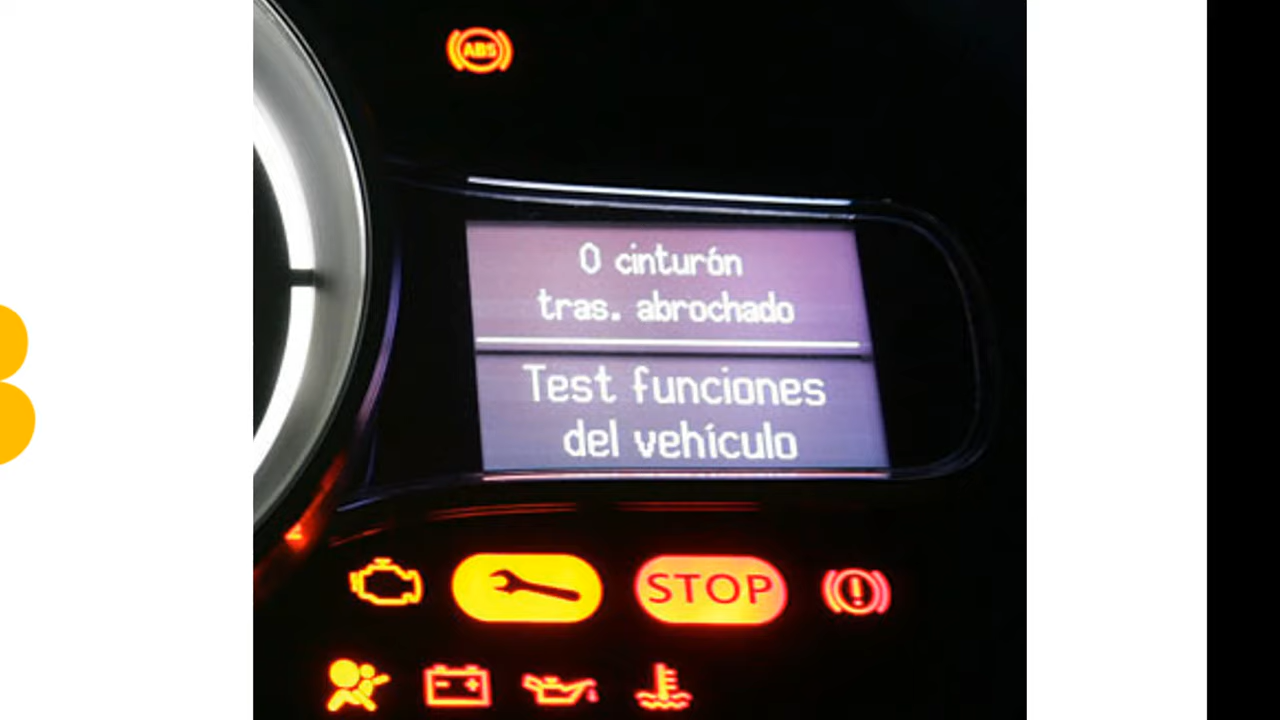 ABS
0 cinturón
tras. abrochado
Test funciones
del vehículo
STOP